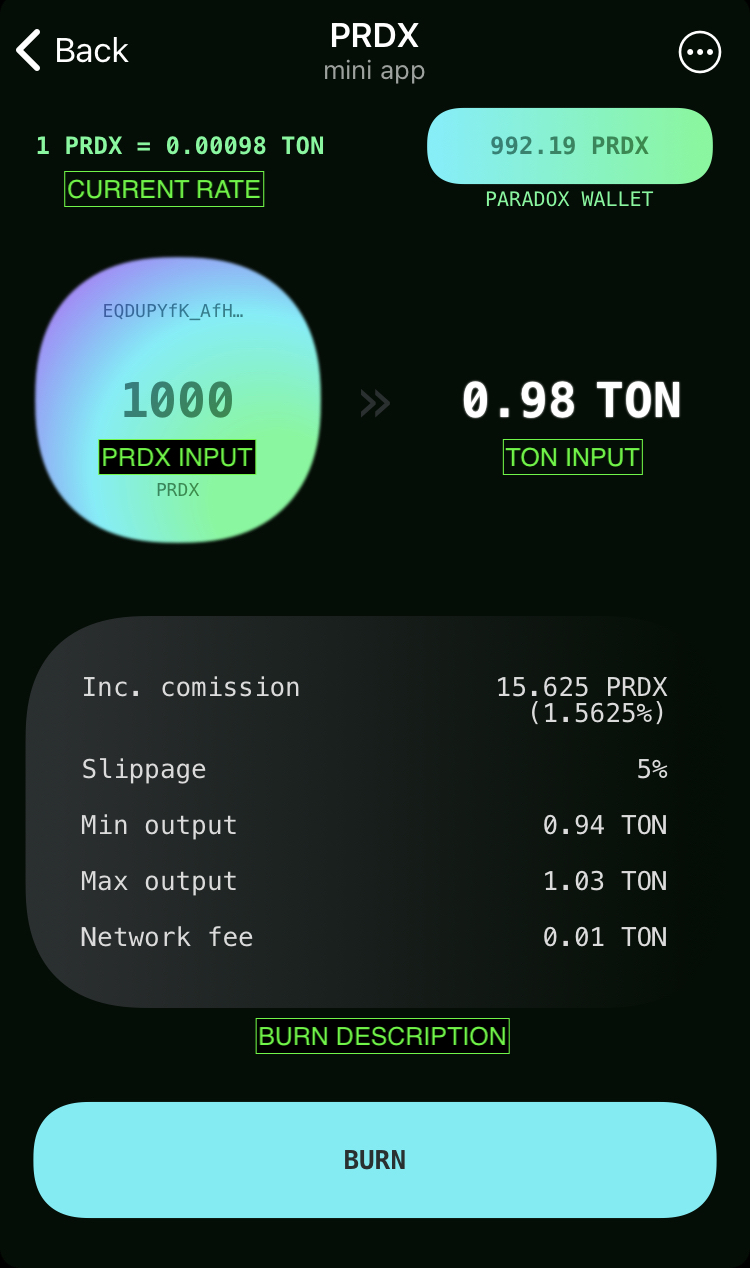 Back
PRDX
mini app
1 PRDX = 0.00098 TON
992.19 PRDX
CURRENT RATE
PARADOX WALLET
EQDUPYfK_AfH…
1000
»
0.98 TON
PRDX INPUT
TON INPUT
PRDX
Inc. comission 15.625 PRDX
(1.5625%)
Slippage 5%
Min output 0.94 TON
Max output 1.03 TON
Network fee 0.01 TON
BURN DESCRIPTION
BURN